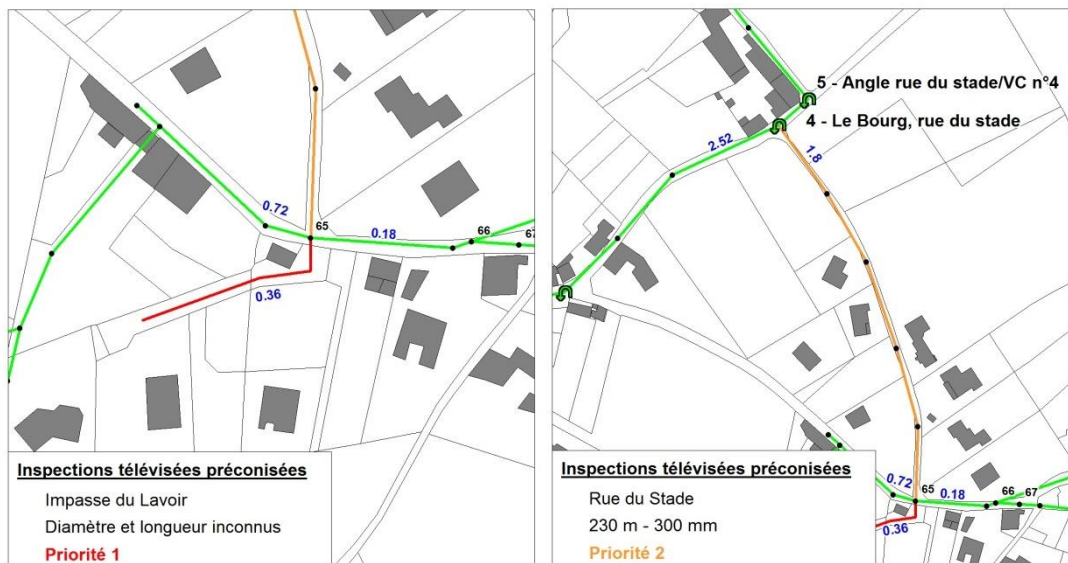 0.72
65
0.18
66
67
0.36
Inspections télévisées préconisées
Impasse du Lavoir
Diamètre et longueur inconnus
Priorité 1
5 - Angle rue du stade/VC n°4
4 - Le Bourg, rue du stade
2.52
1.8
0.72
65
0.18
66
67
0.36
Inspections télévisées préconisées
Rue du Stade
230 m - 300 mm
Priorité 2